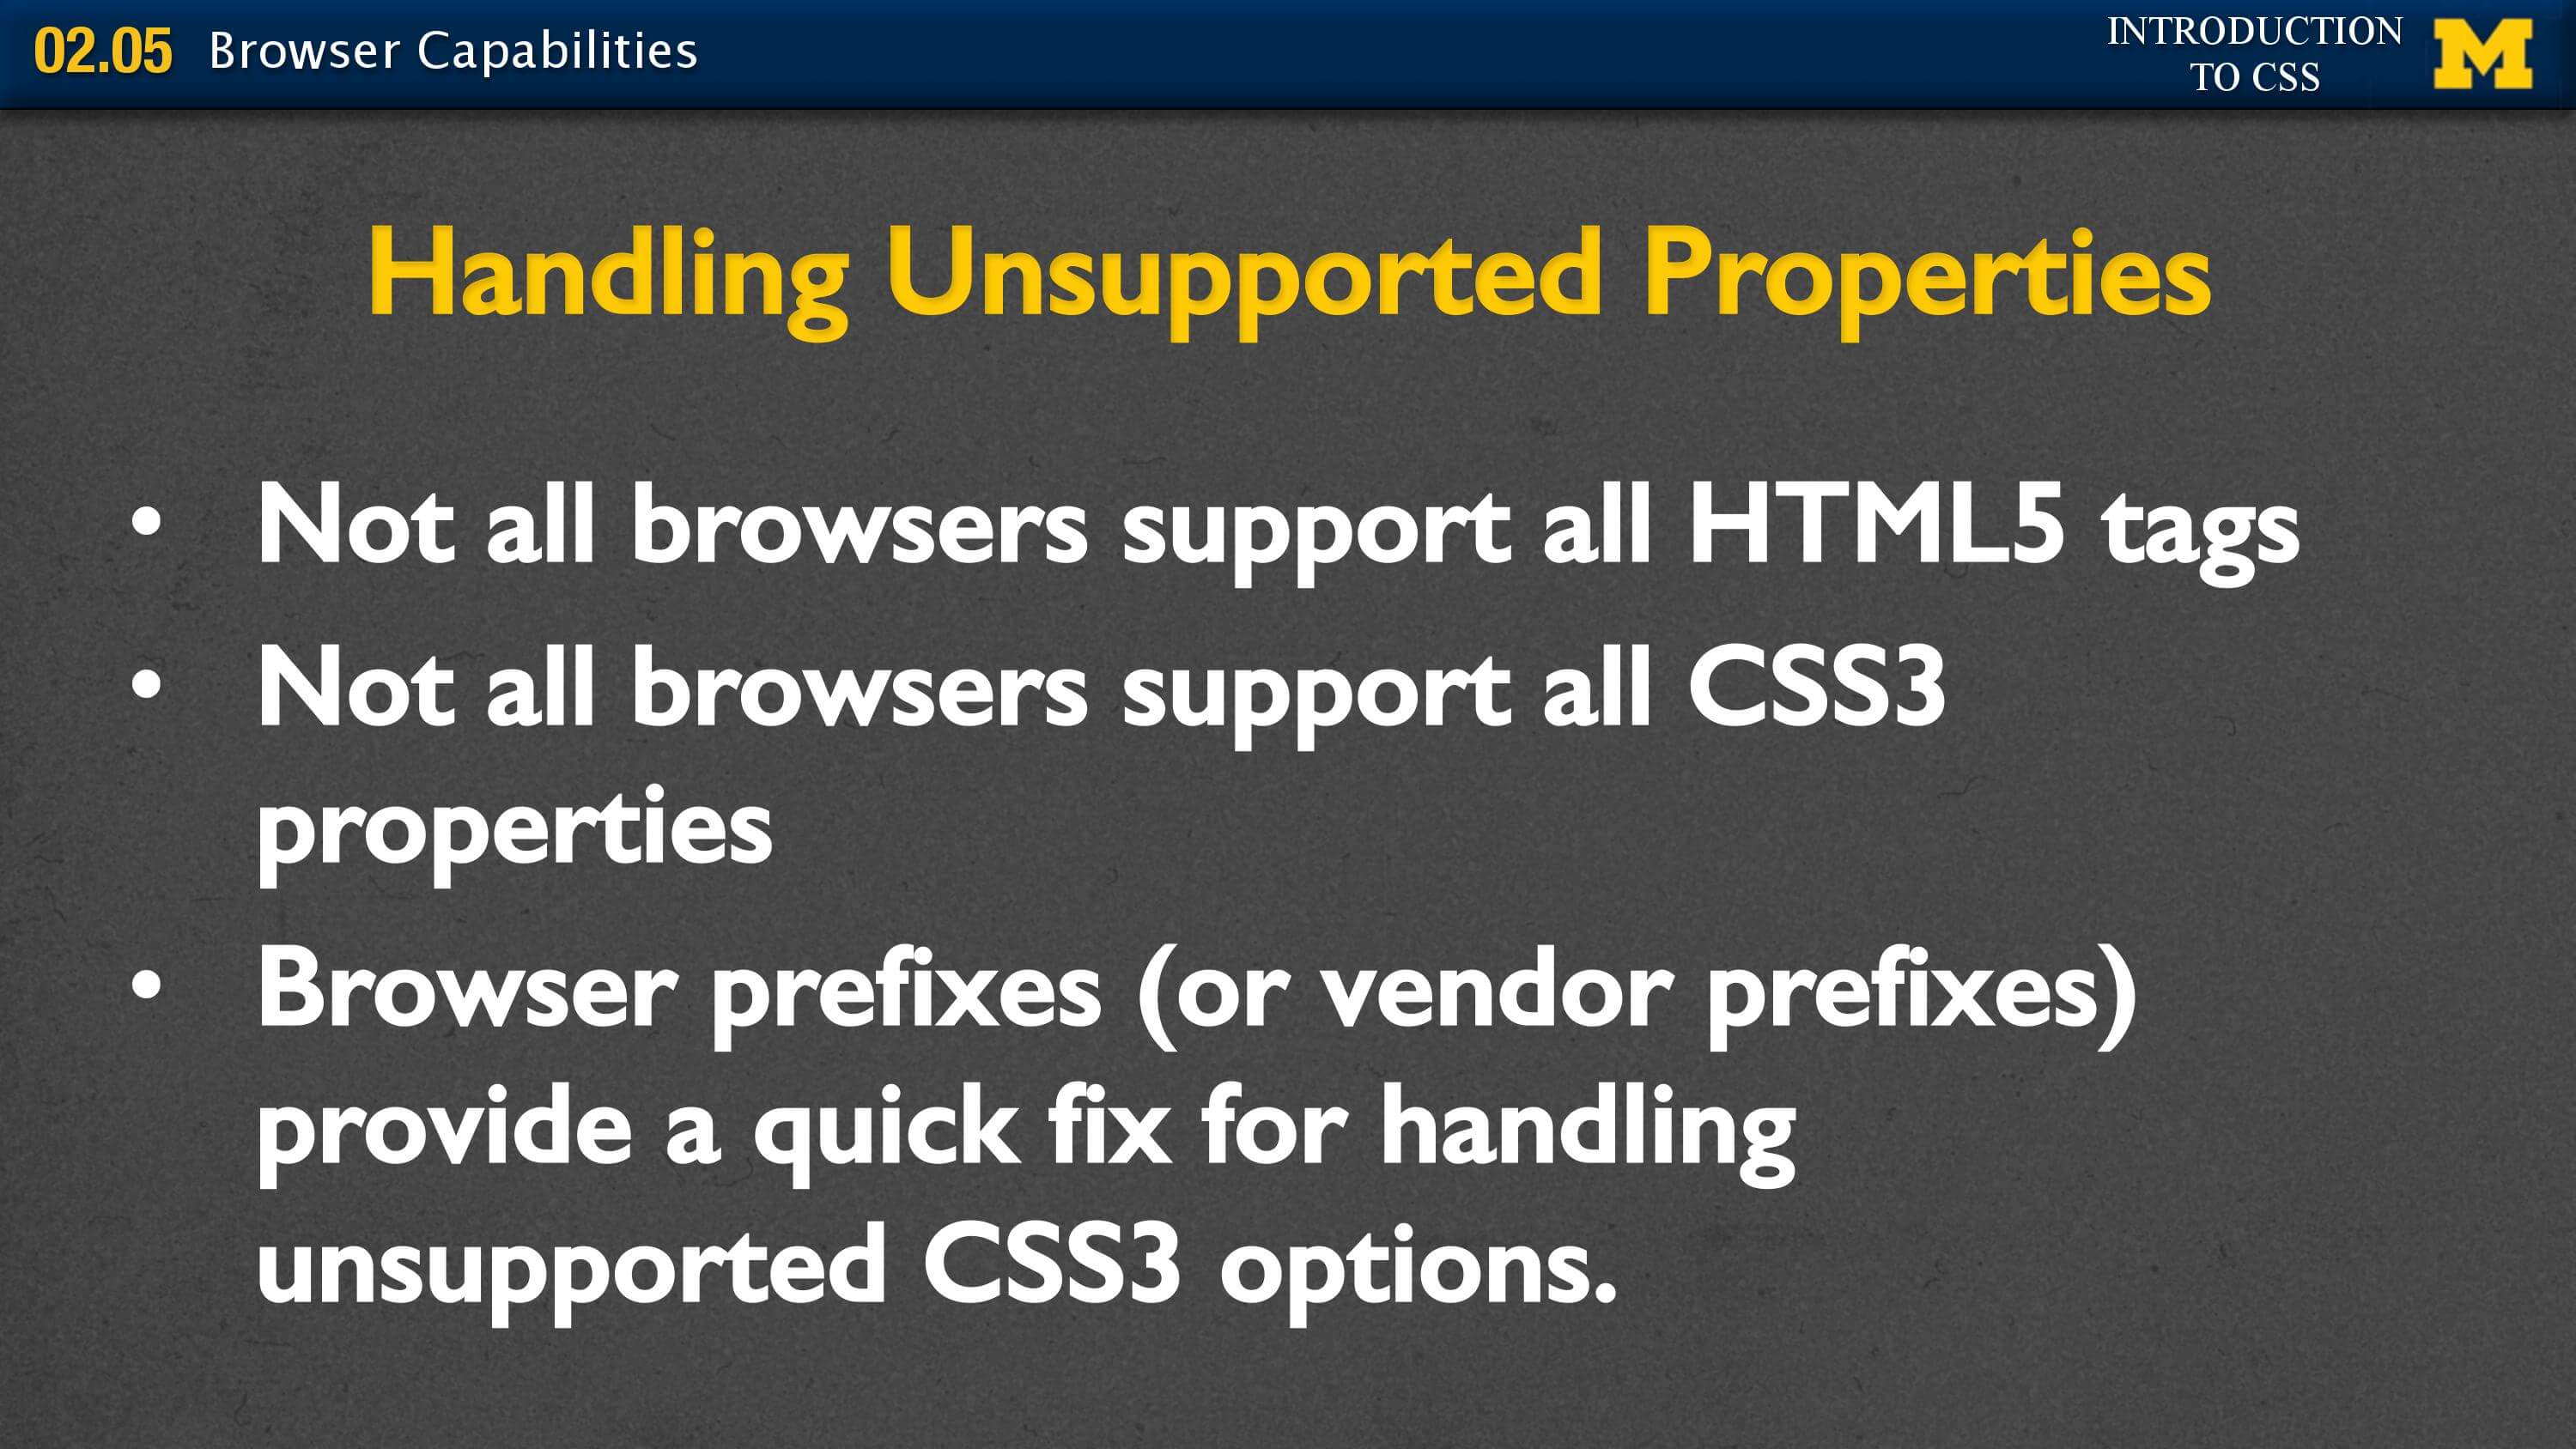 02.05 Browser Capabilities
INTRODUCTION
TO CSS
M
Handling Unsupported Properties
• Not all browsers support all HTML5 tags
• Not all browsers support all CSS3
properties
• Browser prefixes (or vendor prefixes)
provide a quick fix for handling
unsupported CSS3 options.